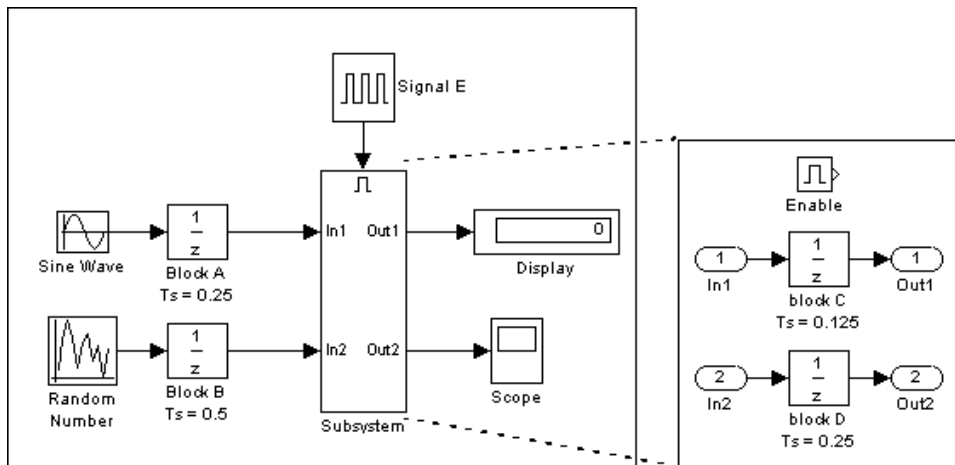 Signal E
In1
Out1
0
In2
Out2
Sine Wave
1
z
Block A
Ts = 0.25
Display
Random
Number
1
z
Block B
Ts = 0.5
Subsystem
Scope
Enable
1
In1
1
z
block C
Ts = 0.125
1
Out1
2
In2
1
z
block D
Ts = 0.25
2
Out2